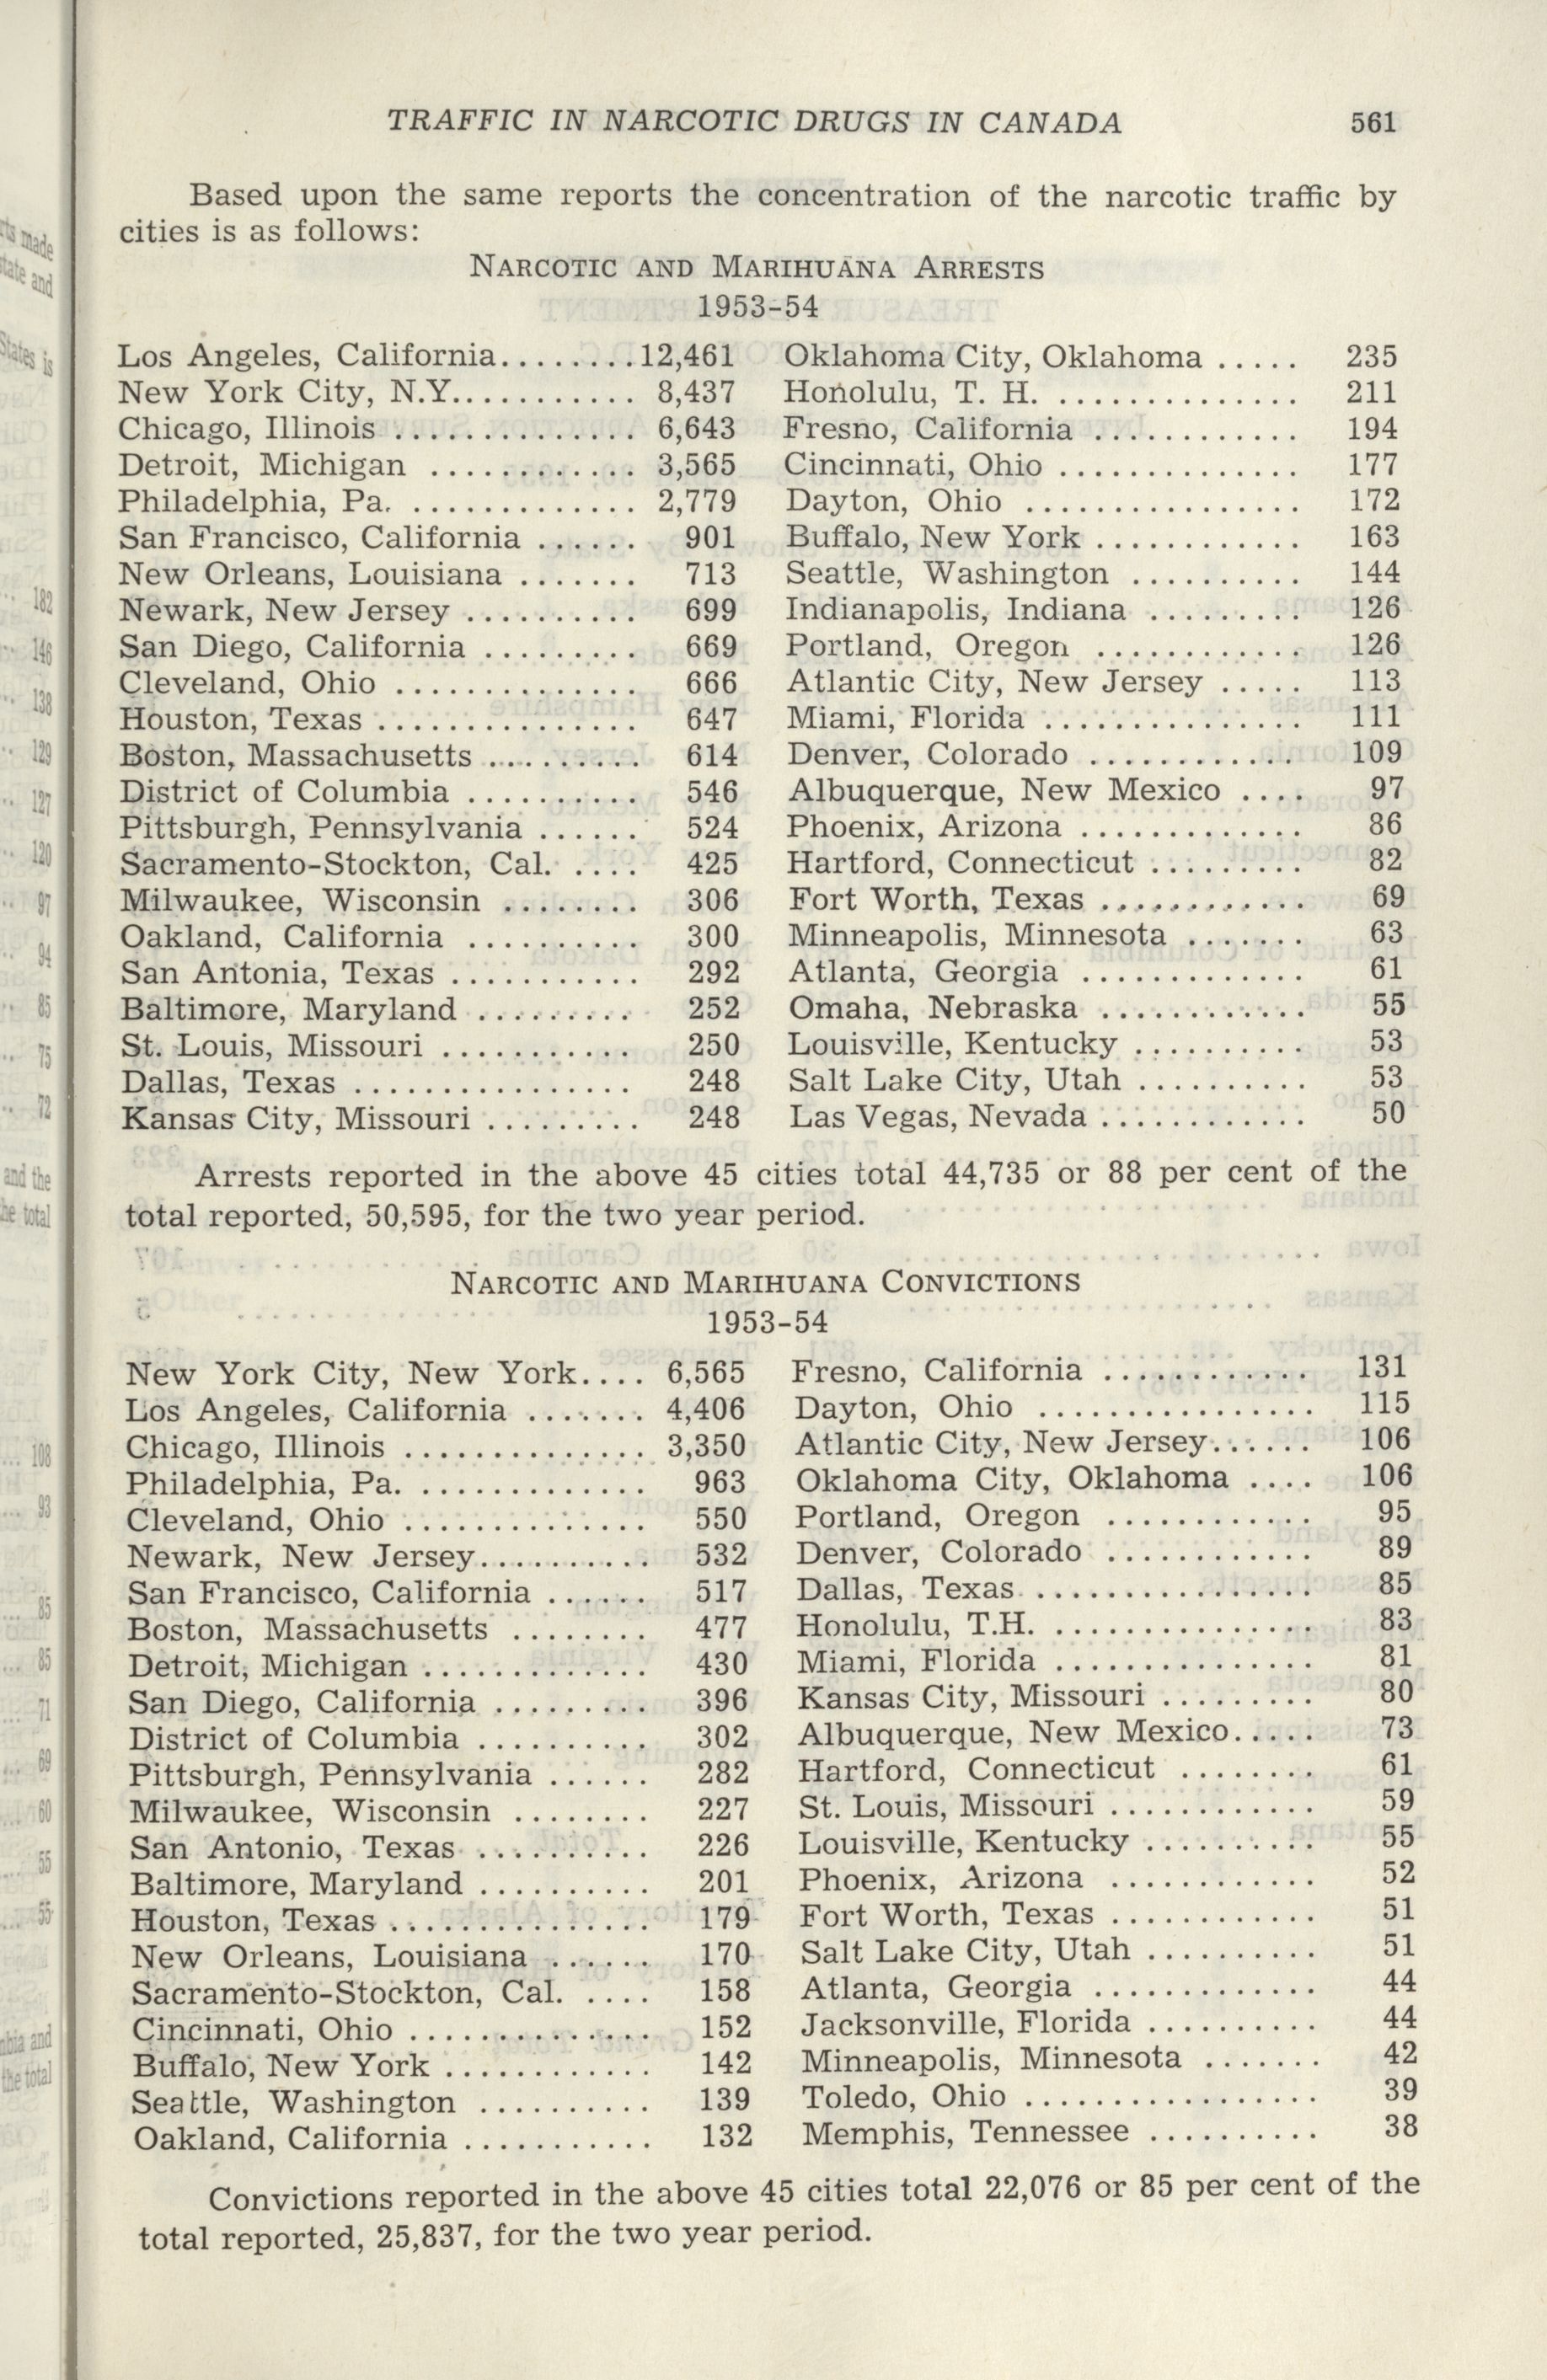 TRAFFIC IN NARCOTIC DRUGS IN CANADA 561
Based upon the same reports the concentration of the narcotic traffic by
cities is as follows:
NARCOTIC AND MARIHUANA ARRESTS
1953-54
Los Angeles, California........12,461
New York City, N.Y........... 8,437
Chicago, Illinois .............. 6,643
Detroit, Michigan ............ 3,565
Philadelphia, Pa. ............. 2,779
San Francisco, California ...... 901
New Orleans, Louisiana ....... 713
Newark, New Jersey .......... 699
San Diego, California ......... 669
Cleveland, Ohio .............. 666
Houston, Texas ............... 647
Boston, Massachusetts ......... 614
District of Columbia .......... 546
Pittsburgh, Pennsylvania ...... 524
Sacramento-Stockton, Cal. .... 425
Milwaukee, Wisconsin ........ 306
Oakland, California .......... 300
San Antonia, Texas ........... 292
Baltimore, Maryland ......... 252
St. Louis, Missouri ........... 250
Dallas, Texas ................ 248
Kansas City, Missouri ......... 248
Oklahoma City, Oklahoma ..... 235
Honolulu, T. H. .............. 211
Fresno, California ............ 194
Cincinnati, Ohio .............. 177
Dayton, Ohio ................ 172
Buffalo, New York ............ 163
Seattle, Washington .......... 144
Indianapolis, Indiana ......... 126
Portland, Oregon ............ 126
Atlantic City, New Jersey ..... 113
Miami, Florida ............... 111
Denver, Colorado ............ 109
Albuquerque, New Mexico .... 97
Phoenix, Arizona ............. 86
Hartford, Connecticut ......... 82
Fort Worth, Texas ............ 69
Minneapolis, Minnesota ....... 63
Atlanta, Georgia ............. 61
Omaha, Nebraska ............ 55
Louisville, Kentucky .......... 53
Salt Lake City, Utah .......... 53
Las Vegas, Nevada ............ 50
Arrests reported in the above 45 cities total 44,735 or 88 per cent of the
total reported, 50,595, for the two year period.
NARCOTIC AND MARIHUANA CONVICTIONS
1953-54
New York City, New York.... 6,565
Los Angeles, California ....... 4,406
Chicago, Illinois .............. 3,350
Philadelphia, Pa. ............. 963
Cleveland, Ohio .............. 550
Newark, New Jersey.......... 532
San Francisco, California ...... 517
Boston, Massachusetts ........ 477
Detroit, Michigan ............. 430
San Diego, California ......... 396
District of Columbia .......... 302
Pittsburgh, Pennsylvania ...... 282
Milwaukee, Wisconsin ........ 227
San Antonio, Texas .......... 226
Baltimore, Maryland .......... 201
Houston, Texas ............... 179
New Orleans, Louisiana ...... 170
Sacramento-Stockton, Cal. .... 158
Cincinnati, Ohio .............. 152
Buffalo, New York ............ 142
Seattle, Washington .......... 139
Oakland, California ........... 132
Fresno, California ............ 131
Dayton, Ohio ................ 115
Atlantic City, New Jersey...... 106
Oklahoma City, Oklahoma .... 106
Portland, Oregon ............ 95
Denver, Colorado ............ 89
Dallas, Texas ................ 85
Honolulu, T.H. ............... 83
Miami, Florida ............... 81
Kansas City, Missouri ......... 80
Albuquerque, New Mexico..... 73
Hartford, Connecticut ........ 61
St. Louis, Missouri ............ 59
Louisville, Kentucky .......... 55
Phoenix, Arizona ............ 52
Fort Worth, Texas ............ 51
Salt Lake City, Utah .......... 51
Atlanta, Georgia ............. 44
Jacksonville, Florida .......... 44
Minneapolis, Minnesota ....... 42
Toledo, Ohio ................. 39
Memphis, Tennessee .......... 38
Convictions reported in the above 45 cities total 22,076 or 85 per cent of the
total reported, 25,837, for the two year period.